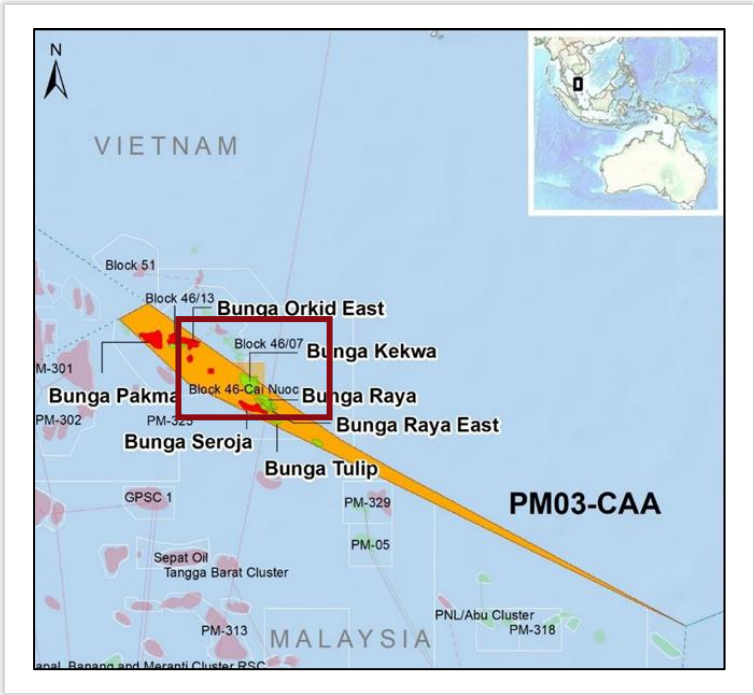 N
VIETNAM
Block 51
Block 46/13
Bunga Orkid East
Block 46/07
Bunga Kekwa
M-301
Bunga Pakma
Block 46-Cai Nuoc
Bunga Raya
PM-302
PM-323
Bunga Raya East
Bunga Seroja
Bunga Tulip
GPSC 1
PM-329
PM03-CAA
PM-05
Sepat Oil
Tangga Barat Cluster
PNL/Abu Cluster
PM-318
PM-313
MALAYSIA
Banang and Meranti Cluster RSC